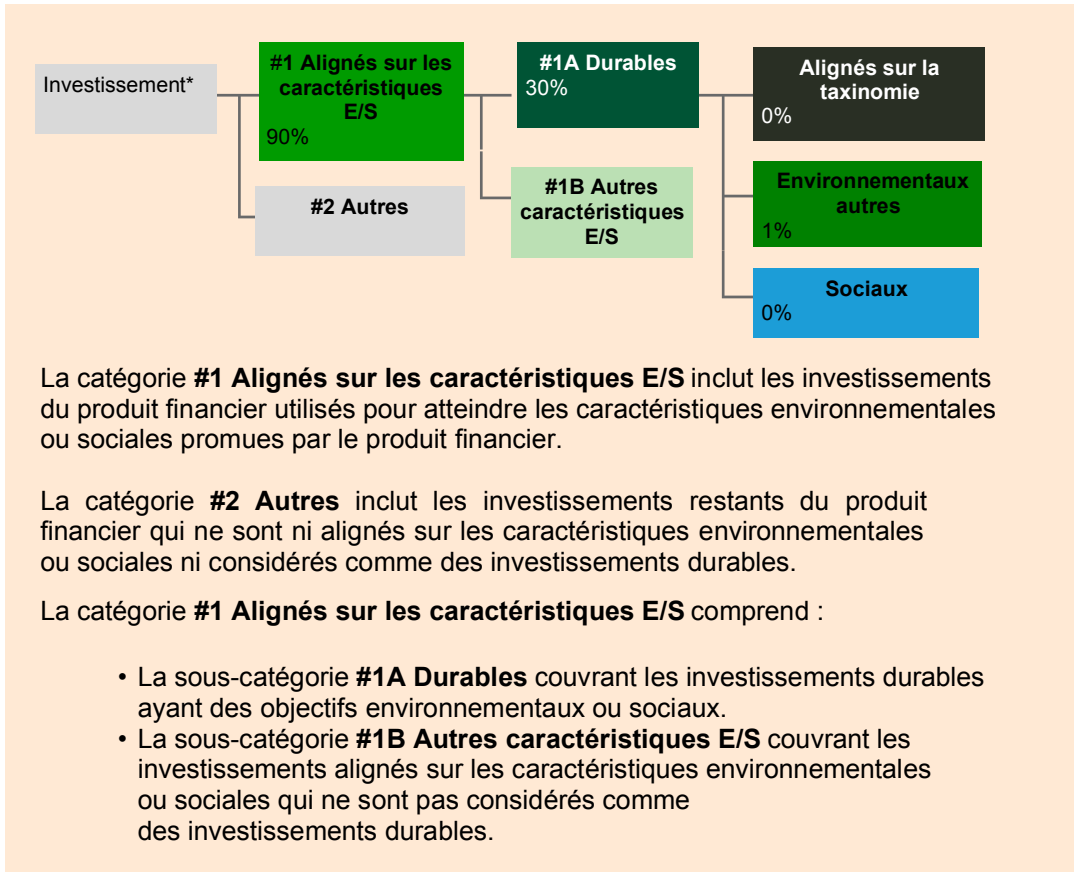 Investissement*
#1 Alignés sur les
caractéristiques
E/S
90%
#2 Autres
#1A Durables
30%
#1B Autres
caractéristiques
E/S
Alignés sur la
taxinomie
0%
Environnementaux
autres
1%
Sociaux
0%
La catégorie #1 Alignés sur les caractéristiques E/S inclut les investissements
du produit financier utilisés pour atteindre les caractéristiques environnementales
ou sociales promues par le produit financier.
La catégorie #2 Autres inclut les investissements restants du produit
financier qui ne sont ni alignés sur les caractéristiques environnementales
ou sociales ni considérés comme des investissements durables.
La catégorie #1 Alignés sur les caractéristiques E/S comprend :
• La sous-catégorie #1A Durables couvrant les investissements durables
ayant des objectifs environnementaux ou sociaux.
• La sous-catégorie #1B Autres caractéristiques E/S couvrant les
investissements alignés sur les caractéristiques environnementales
ou sociales qui ne sont pas considérés comme
des investissements durables.